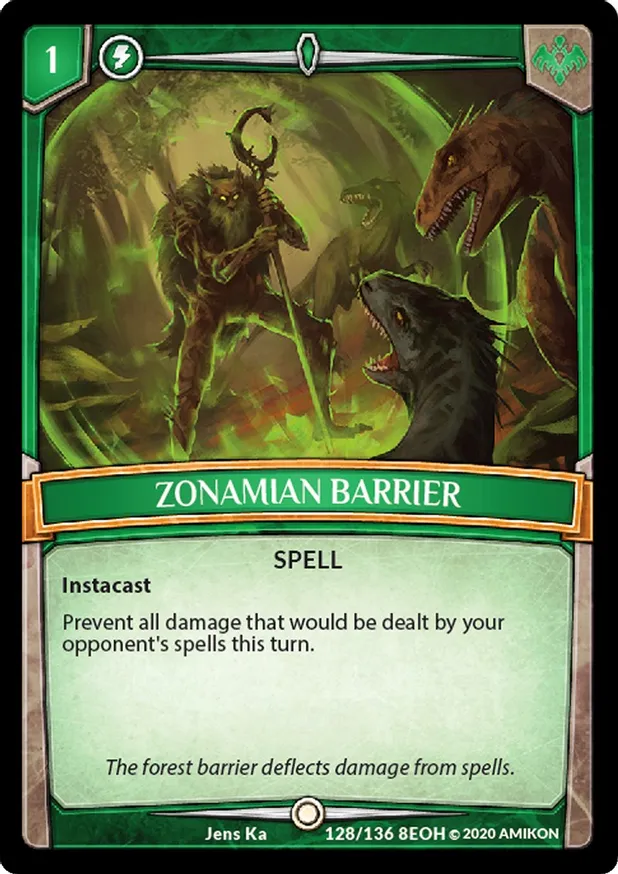 1
ZONAMIAN BARRIER
SPELL
Instacast
Prevent all damage that would be dealt by your
opponent's spells this turn.
The forest barrier deflects damage from spells.
Jens Ka 128/136 8EOH © 2020 AMIKON